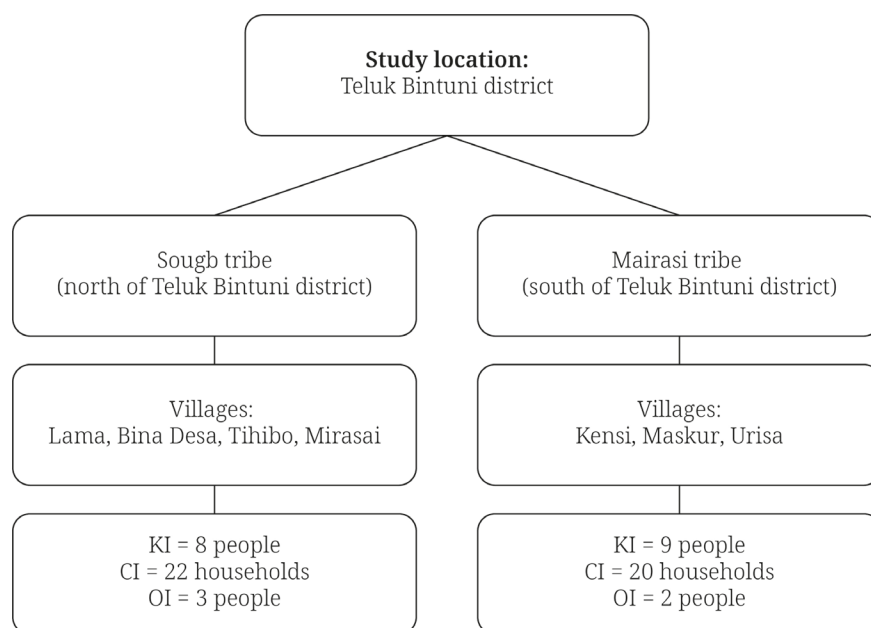 Study location:
Teluk Bintuni district
Sougb tribe
(north of Teluk Bintuni district)
Mairasi tribe
(south of Teluk Bintuni district)
Villages:
Lama, Bina Desa, Tihibo, Mirasai
Villages:
Kensi, Maskur, Urisa
KI = 8 people
CI = 22 households
OI = 3 people
KI = 9 people
CI = 20 households
OI = 2 people